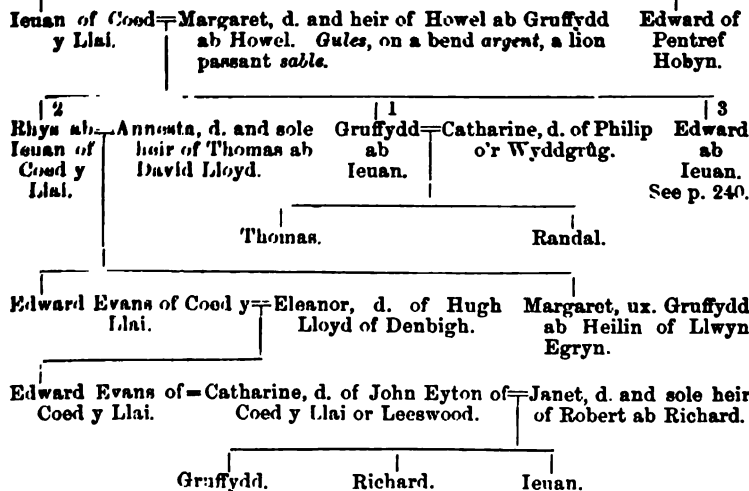 Ieuan of Coed=Margaret, d. and heir of Howel ab Gruffydd Edward of
y Llai. ab Howel. Gules, on a bend argent, a lion Pentref
passant sable. Hobyn.
2 1 3
Rhys ab=Annesta, d. and sole Gruffydd=Catharine, d. of Philip Edward
Ieuan of heir of Thomas ab ab o'r Wyddgrûg. ab
Coed y David Lloyd. Ieuan. Ieuan.
Llai. See p. 240.
Thomas. Randal.
Edward Evans of Coed y=Eleanor, d. of Hugh Margaret, ux. Gruffydd
Llai. Lloyd of Denbigh. ab Heilin of Llwyn
Egryn.
Edward Evans of=Catharine, d. of John Eyton of=Janet, d. and sole heir
Coed y Llai. Coed y Llai or Leeswood. of Robert ab Richard.
Gruffydd. Richard. Ieuan.